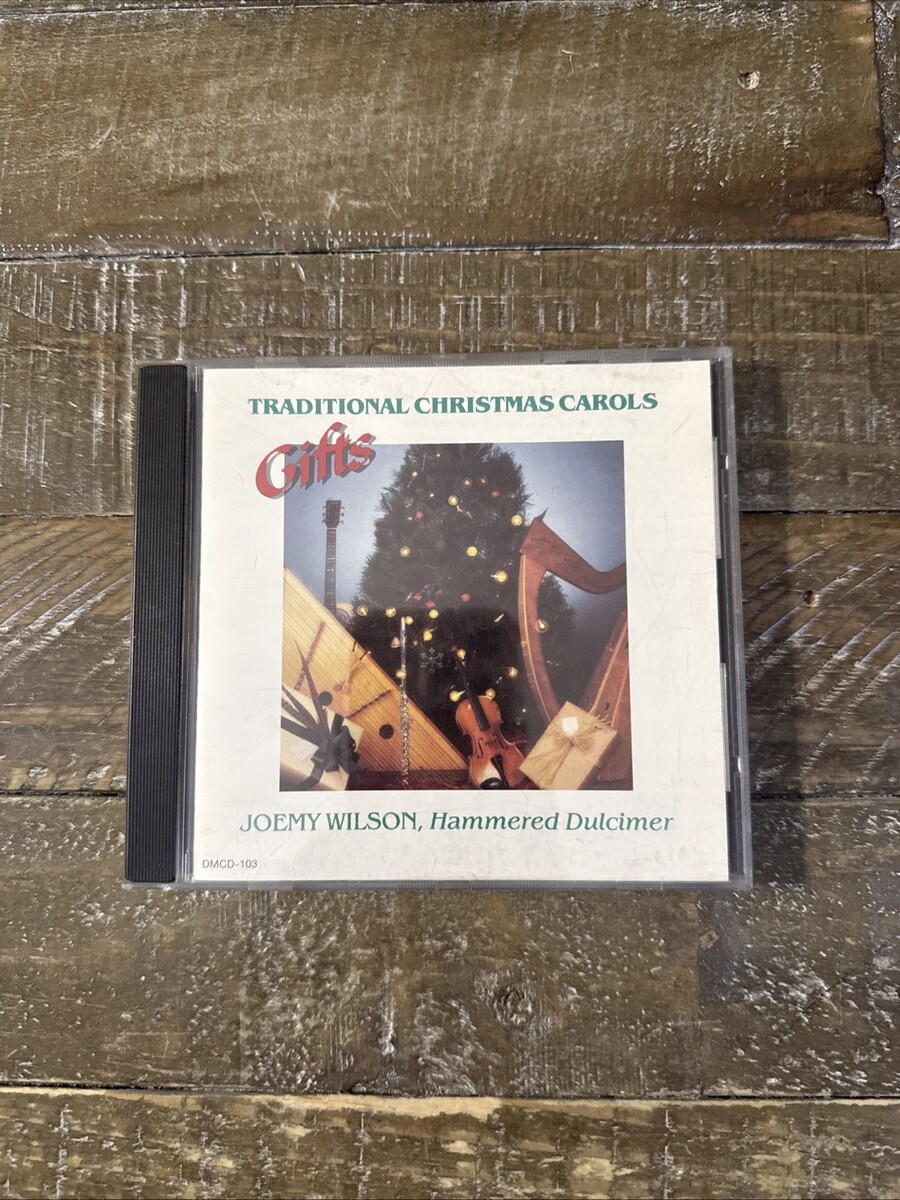 TRADITIONAL CHRISTMAS CAROLS
Gifts
JOEMY WILSON, Hammered Dulcimer
DMCD-103